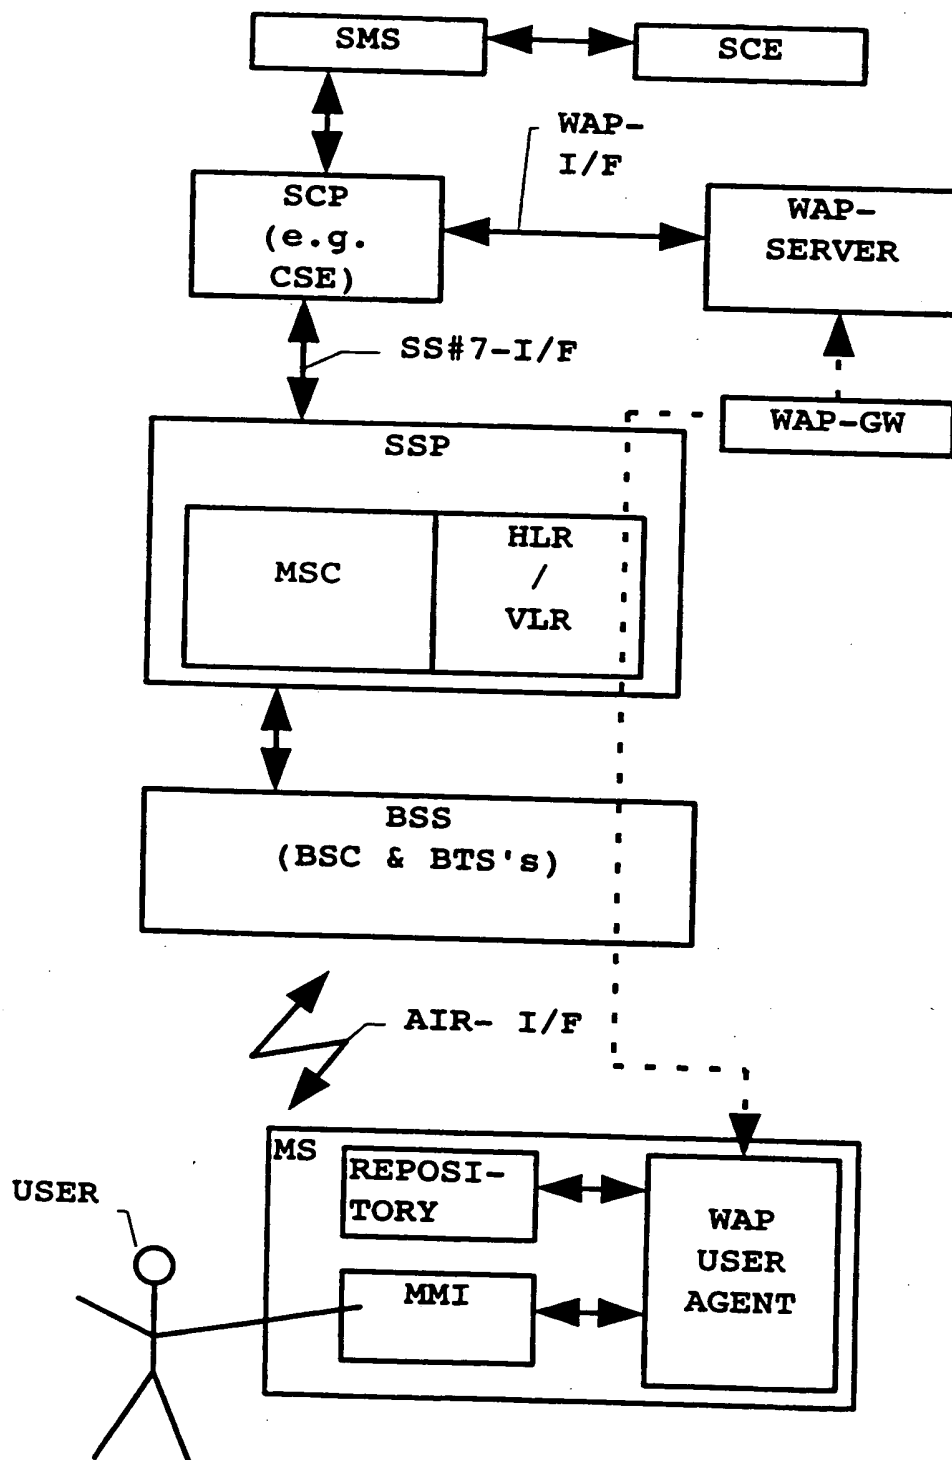 SMS
SCE
WAP-
I/F
SCP
(e.g.
CSE)
WAP-
SERVER
SS#7-I/F
WAP-GW
SSP
MSC
HLR
/
VLR
BSS
(BSC & BTS's)
AIR- I/F
MS
REPOSI-
TORY
USER
WAP
USER
AGENT
MMI